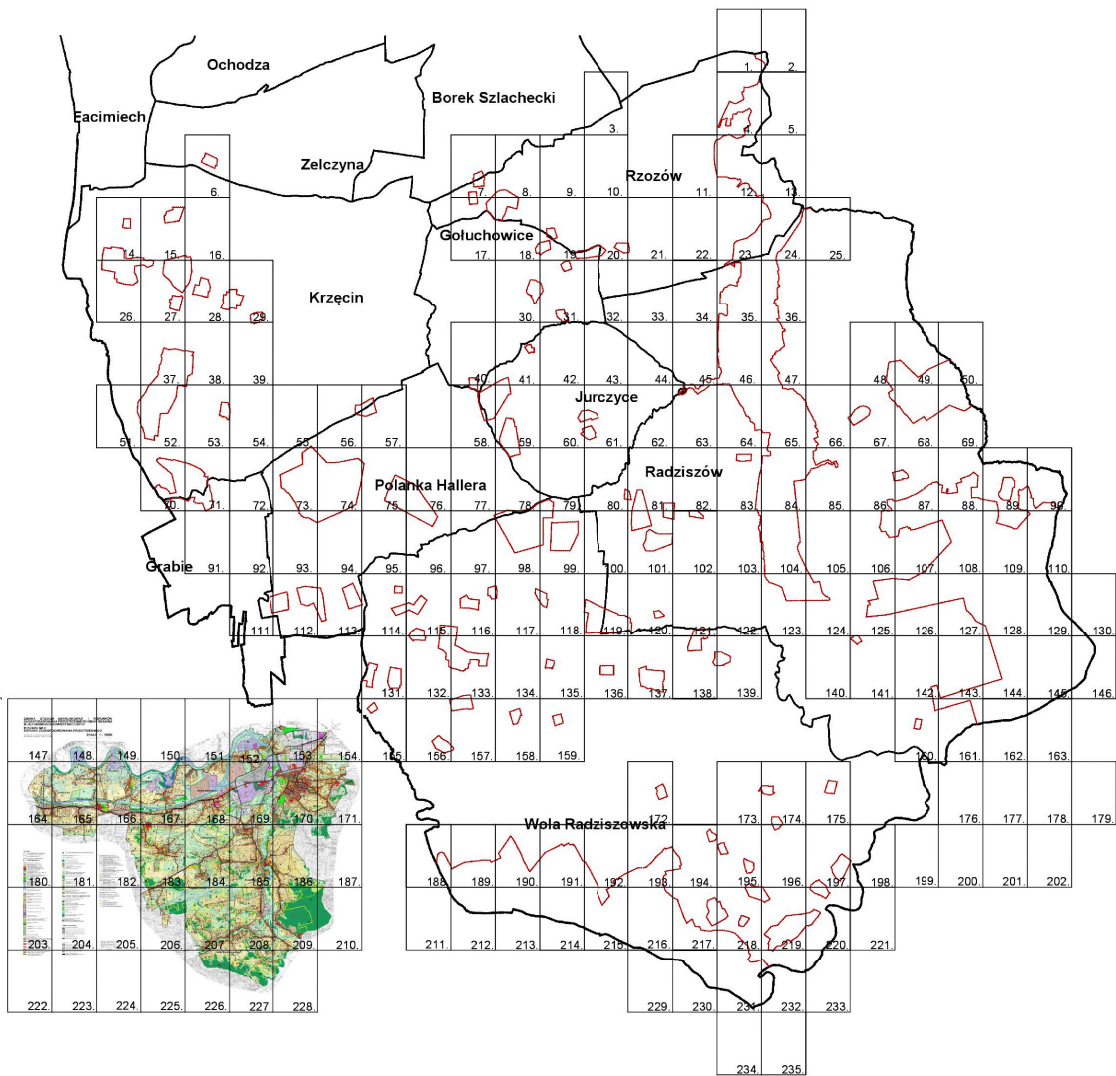 1. 2.
Ochodza
Borek Szlachecki
Łacimiech
3. 4. 5.
Zelczyna
Rzozów
6. 7. 8. 9. 10. 11. 12. 13.
Gołuchowice
14. 15. 16. 17. 18. 19. 20. 21. 22. 23. 24. 25.
Krzęcin
26. 27. 28. 29. 30. 31. 32. 33. 34. 35. 36.
37. 38. 39. 40. 41. 42. 43. 44. 45. 46. 47. 48. 49. 50.
Jurczyce
51. 52. 53. 54. 55. 56. 57. 58. 59. 60. 61. 62. 63. 64. 65. 66. 67. 68. 69.
Radziszów
Polanka Hallera
70. 71. 72. 73. 74. 75. 76. 77. 78. 79. 80. 81. 82. 83. 84. 85. 86. 87. 88. 89. 90.
Grabie
91. 92. 93. 94. 95. 96. 97. 98. 99. 100. 101. 102. 103. 104. 105. 106. 107. 108. 109. 110.
111. 112. 113. 114. 115. 116. 117. 118. 119. 120. 121. 122. 123. 124. 125. 126. 127. 128. 129. 130.
131. 132. 133. 134. 135. 136. 137. 138. 139. 140. 141. 142. 143. 144. 145. 146.
147. 148. 149. 150. 151. 152. 153. 154. 155. 156. 157. 158. 159. 160. 161. 162. 163.
Wola Radziszowska
164. 165. 166. 167. 168. 169. 170. 171. 172. 173. 174. 175. 176. 177. 178. 179.
180. 181. 182. 183. 184. 185. 186. 187. 188. 189. 190. 191. 192. 193. 194. 195. 196. 197. 198. 199. 200. 201. 202.
203. 204. 205. 206. 207. 208. 209. 210. 211. 212. 213. 214. 215. 216. 217. 218. 219. 220. 221.
222. 223. 224. 225. 226. 227. 228. 229. 230. 231. 232. 233.
234. 235.